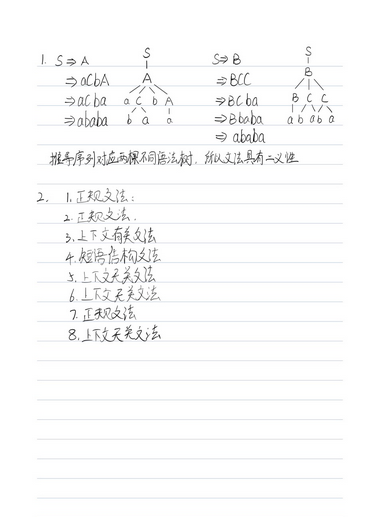 1. S ⇒ A
⇒ aCbA
⇒ aCba
⇒ ababa
S
A
a C b A
b a a
S ⇒ B
⇒ BCC
⇒ BCba
⇒ Bbaba
⇒ ababa
S
B
B C C
a b a b a
推导序列对应两棵不同语法树，所以文法具有二义性
2. 1. 正规文法：
2. 正规文法.
3. 上下文有关文法
4. 短语结构文法
5. 上下文无关文法
6. 上下文无关文法
7. 正规文法
8. 上下文无关文法